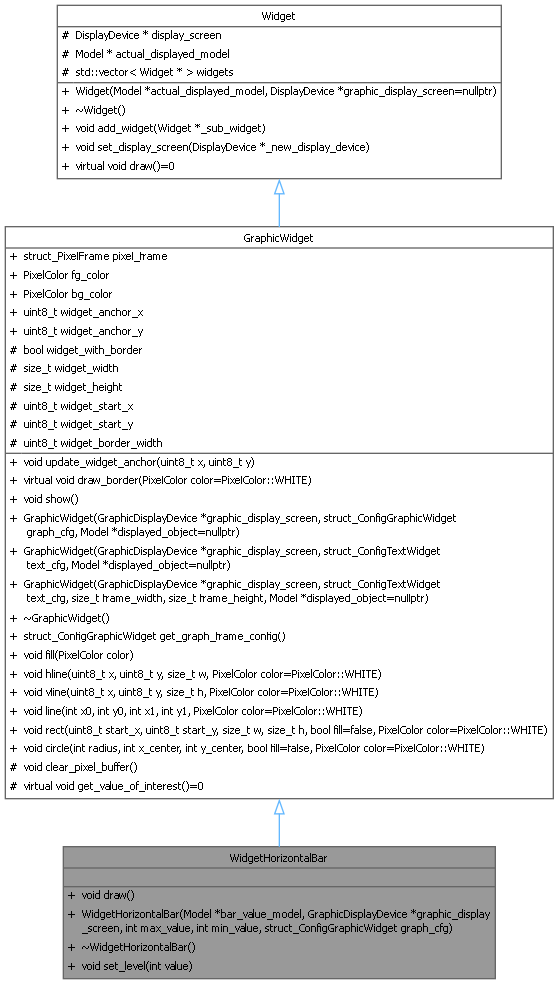 Widget
# DisplayDevice * display_screen
# Model * actual_displayed_model
# std::vector< Widget * > widgets
+ Widget(Model *actual_displayed_model, DisplayDevice *graphic_display_screen=nullptr)
+ ~Widget()
+ void add_widget(Widget *_sub_widget)
+ void set_display_screen(DisplayDevice *_new_display_device)
+ virtual void draw()=0
GraphicWidget
+ struct_PixelFrame pixel_frame
+ PixelColor fg_color
+ PixelColor bg_color
+ uint8_t widget_anchor_x
+ uint8_t widget_anchor_y
# bool widget_with_border
# size_t widget_width
# size_t widget_height
# uint8_t widget_start_x
# uint8_t widget_start_y
# uint8_t widget_border_width
+ void update_widget_anchor(uint8_t x, uint8_t y)
+ virtual void draw_border(PixelColor color=PixelColor::WHITE)
+ void show()
+ GraphicWidget(GraphicDisplayDevice *graphic_display_screen, struct_ConfigGraphicWidget
graph_cfg, Model *displayed_object=nullptr)
+ GraphicWidget(GraphicDisplayDevice *graphic_display_screen, struct_ConfigTextWidget
text_cfg, Model *displayed_object=nullptr)
+ GraphicWidget(GraphicDisplayDevice *graphic_display_screen, struct_ConfigTextWidget
text_cfg, size_t frame_width, size_t frame_height, Model *displayed_object=nullptr)
+ ~GraphicWidget()
+ struct_ConfigGraphicWidget get_graph_frame_config()
+ void fill(PixelColor color)
+ void hline(uint8_t x, uint8_t y, size_t w, PixelColor color=PixelColor::WHITE)
+ void vline(uint8_t x, uint8_t y, size_t h, PixelColor color=PixelColor::WHITE)
+ void line(int x0, int y0, int x1, int y1, PixelColor color=PixelColor::WHITE)
+ void rect(uint8_t start_x, uint8_t start_y, size_t w, size_t h, bool fill=false, PixelColor color=PixelColor::WHITE)
+ void circle(int radius, int x_center, int y_center, bool fill=false, PixelColor color=PixelColor::WHITE)
# void clear_pixel_buffer()
# virtual void get_value_of_interest()=0
WidgetHorizontalBar
+ void draw()
+ WidgetHorizontalBar(Model *bar_value_model, GraphicDisplayDevice *graphic_display
_screen, int max_value, int min_value, struct_ConfigGraphicWidget graph_cfg)
+ ~WidgetHorizontalBar()
+ void set_level(int value)